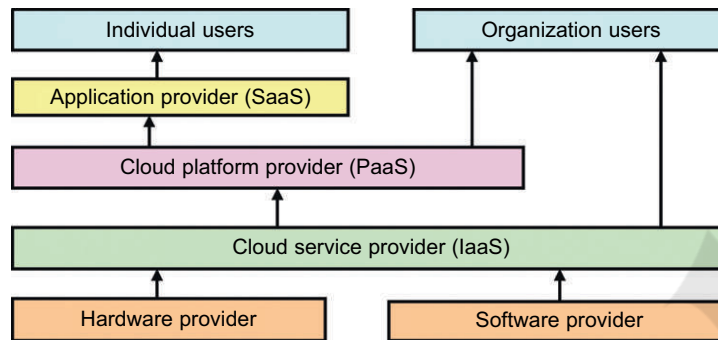 Individual users
Organization users
Application provider (SaaS)
Cloud platform provider (PaaS)
Cloud service provider (IaaS)
Hardware provider
Software provider